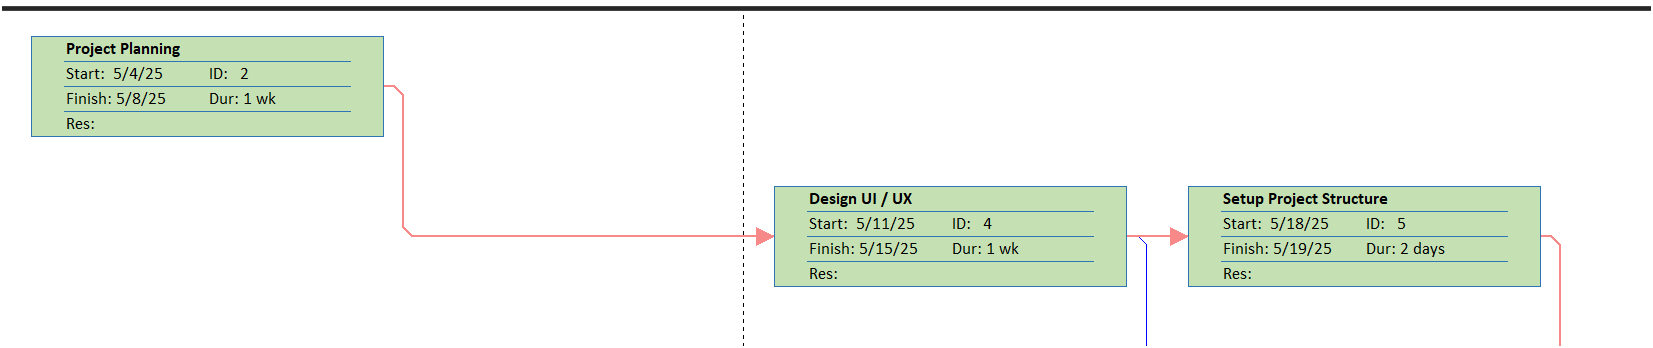 Project Planning
Start: 5/4/25 ID: 2
Finish: 5/8/25 Dur: 1 wk
Res:
Design UI / UX
Start: 5/11/25 ID: 4
Finish: 5/15/25 Dur: 1 wk
Res:
Setup Project Structure
Start: 5/18/25 ID: 5
Finish: 5/19/25 Dur: 2 days
Res: